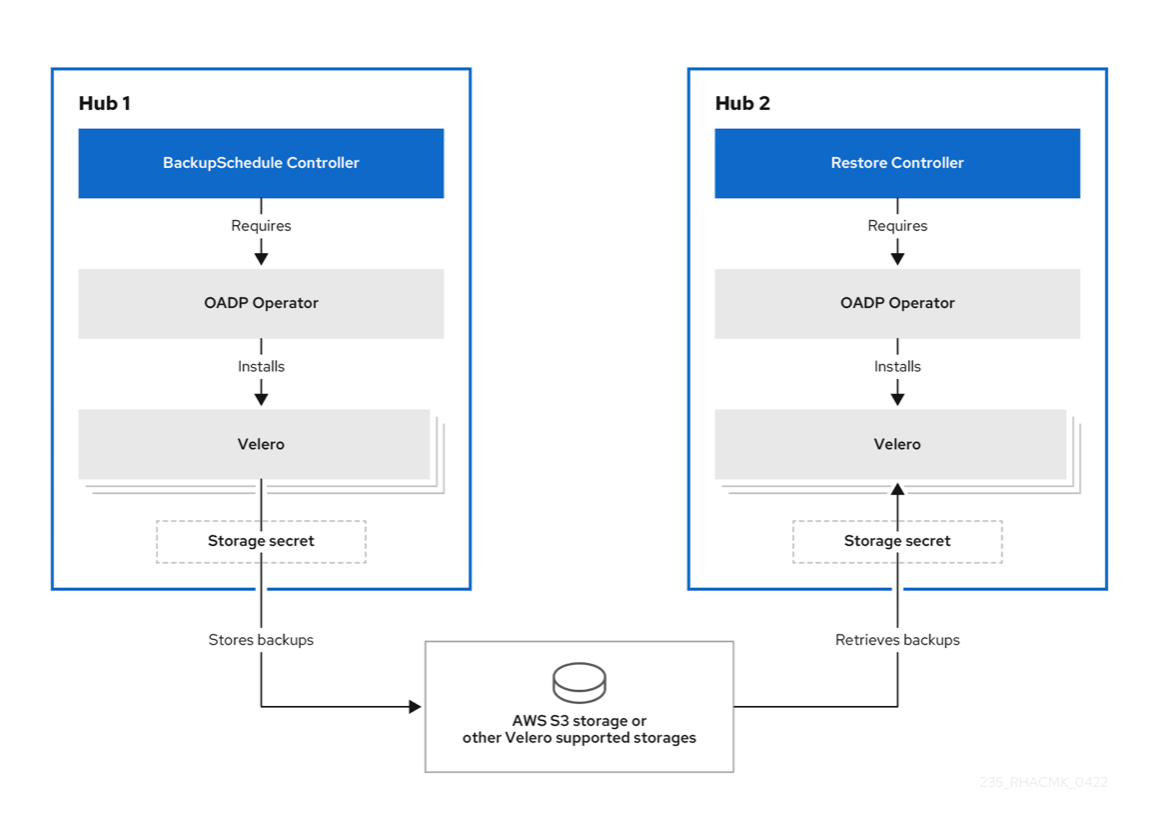 Hub 1
BackupSchedule Controller
Requires
OADP Operator
Installs
Velero
Storage secret
Stores backups
Hub 2
Restore Controller
Requires
OADP Operator
Installs
Velero
Storage secret
Retrieves backups
AWS S3 storage or
other Velero supported storages
235_RHACMK_0422